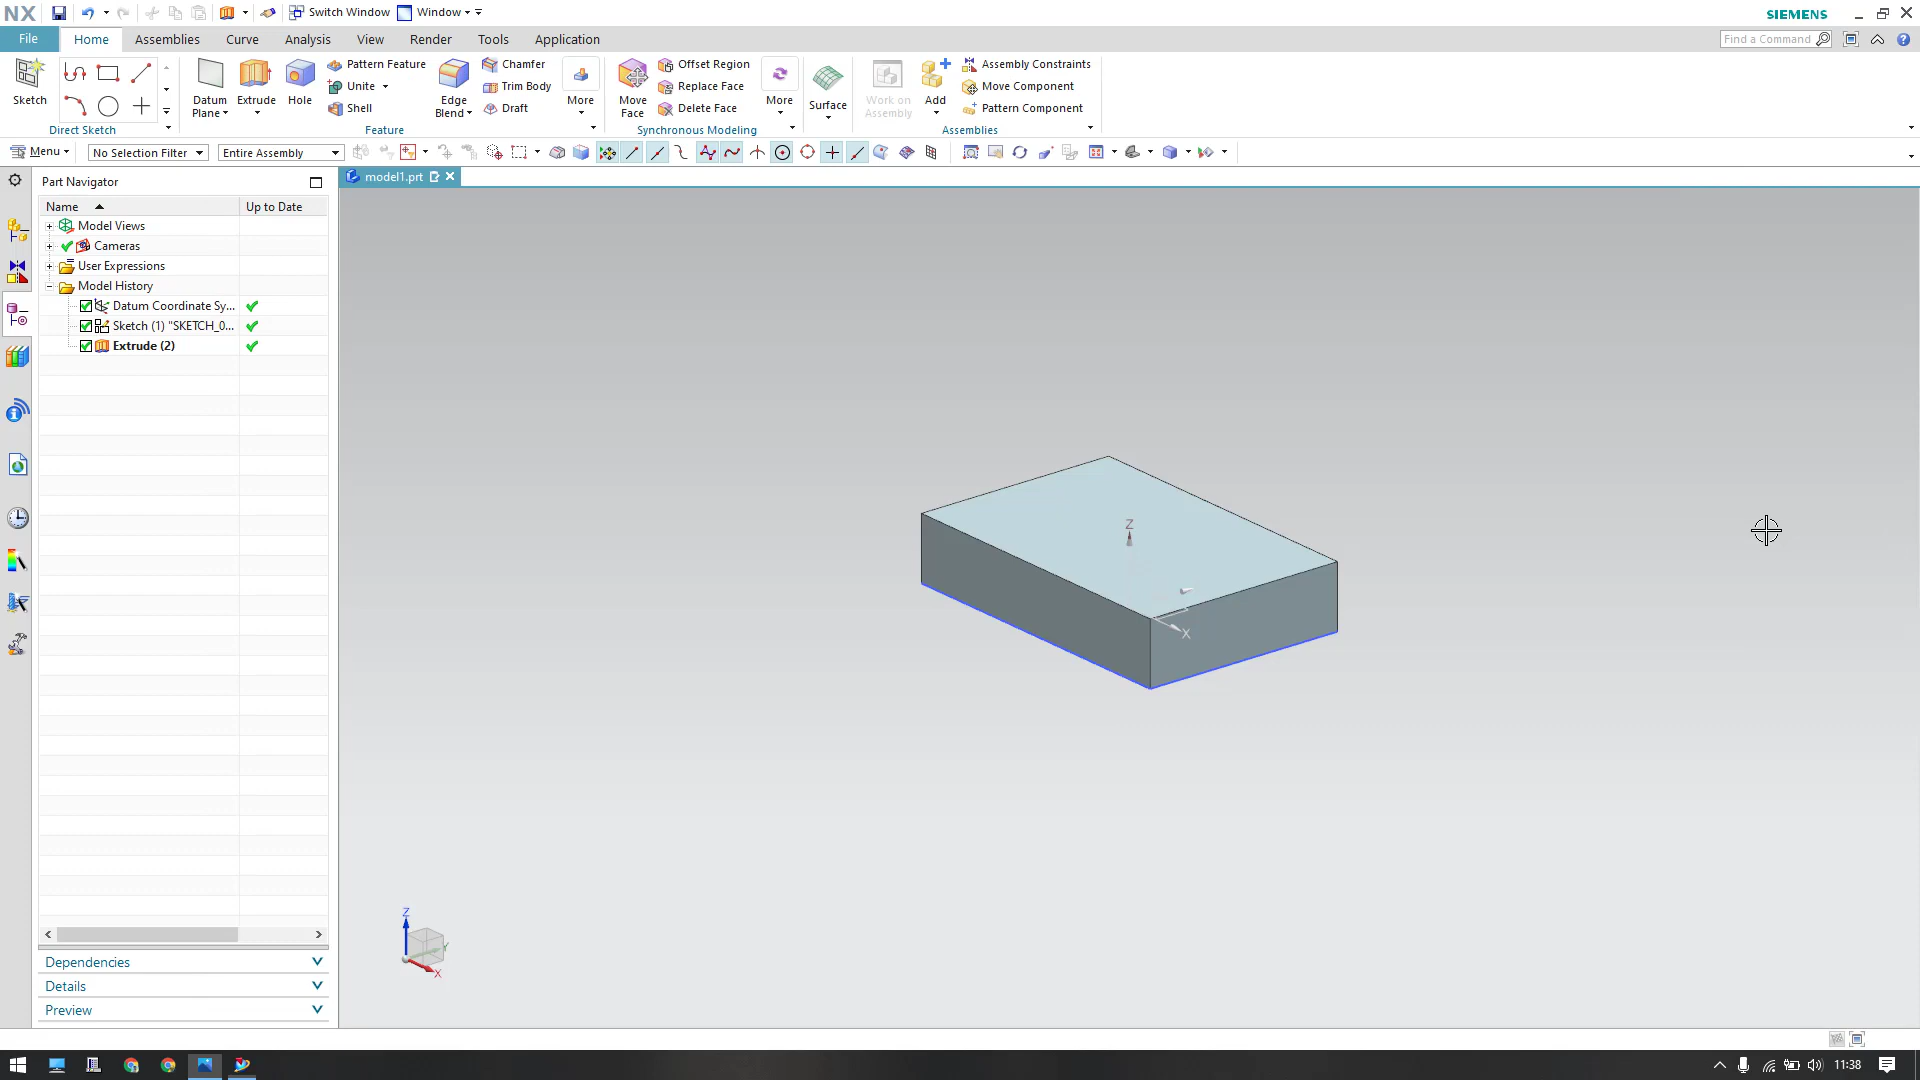 NX Switch Window Window SIEMENS
File Home Assemblies Curve Analysis View Render Tools Application Find a Command
Sketch
Direct Sketch
Datum Plane
Extrude
Hole
Pattern Feature
Unite
Shell
Edge Blend
Chamfer
Trim Body
Draft
More
Feature
Move Face
Offset Region
Replace Face
Delete Face
More
Synchronous Modeling
Surface
Work on Assembly
Add
Assembly Constraints
Move Component
Pattern Component
Assemblies
Menu No Selection Filter Entire Assembly
Part Navigator
model1.prt
Name Up to Date
Model Views
Cameras
User Expressions
Model History
Datum Coordinate Sy...
Sketch (1) "SKETCH_0...
Extrude (2)
Z
X
Z
Y
X
Dependencies
Details
Preview
11:38